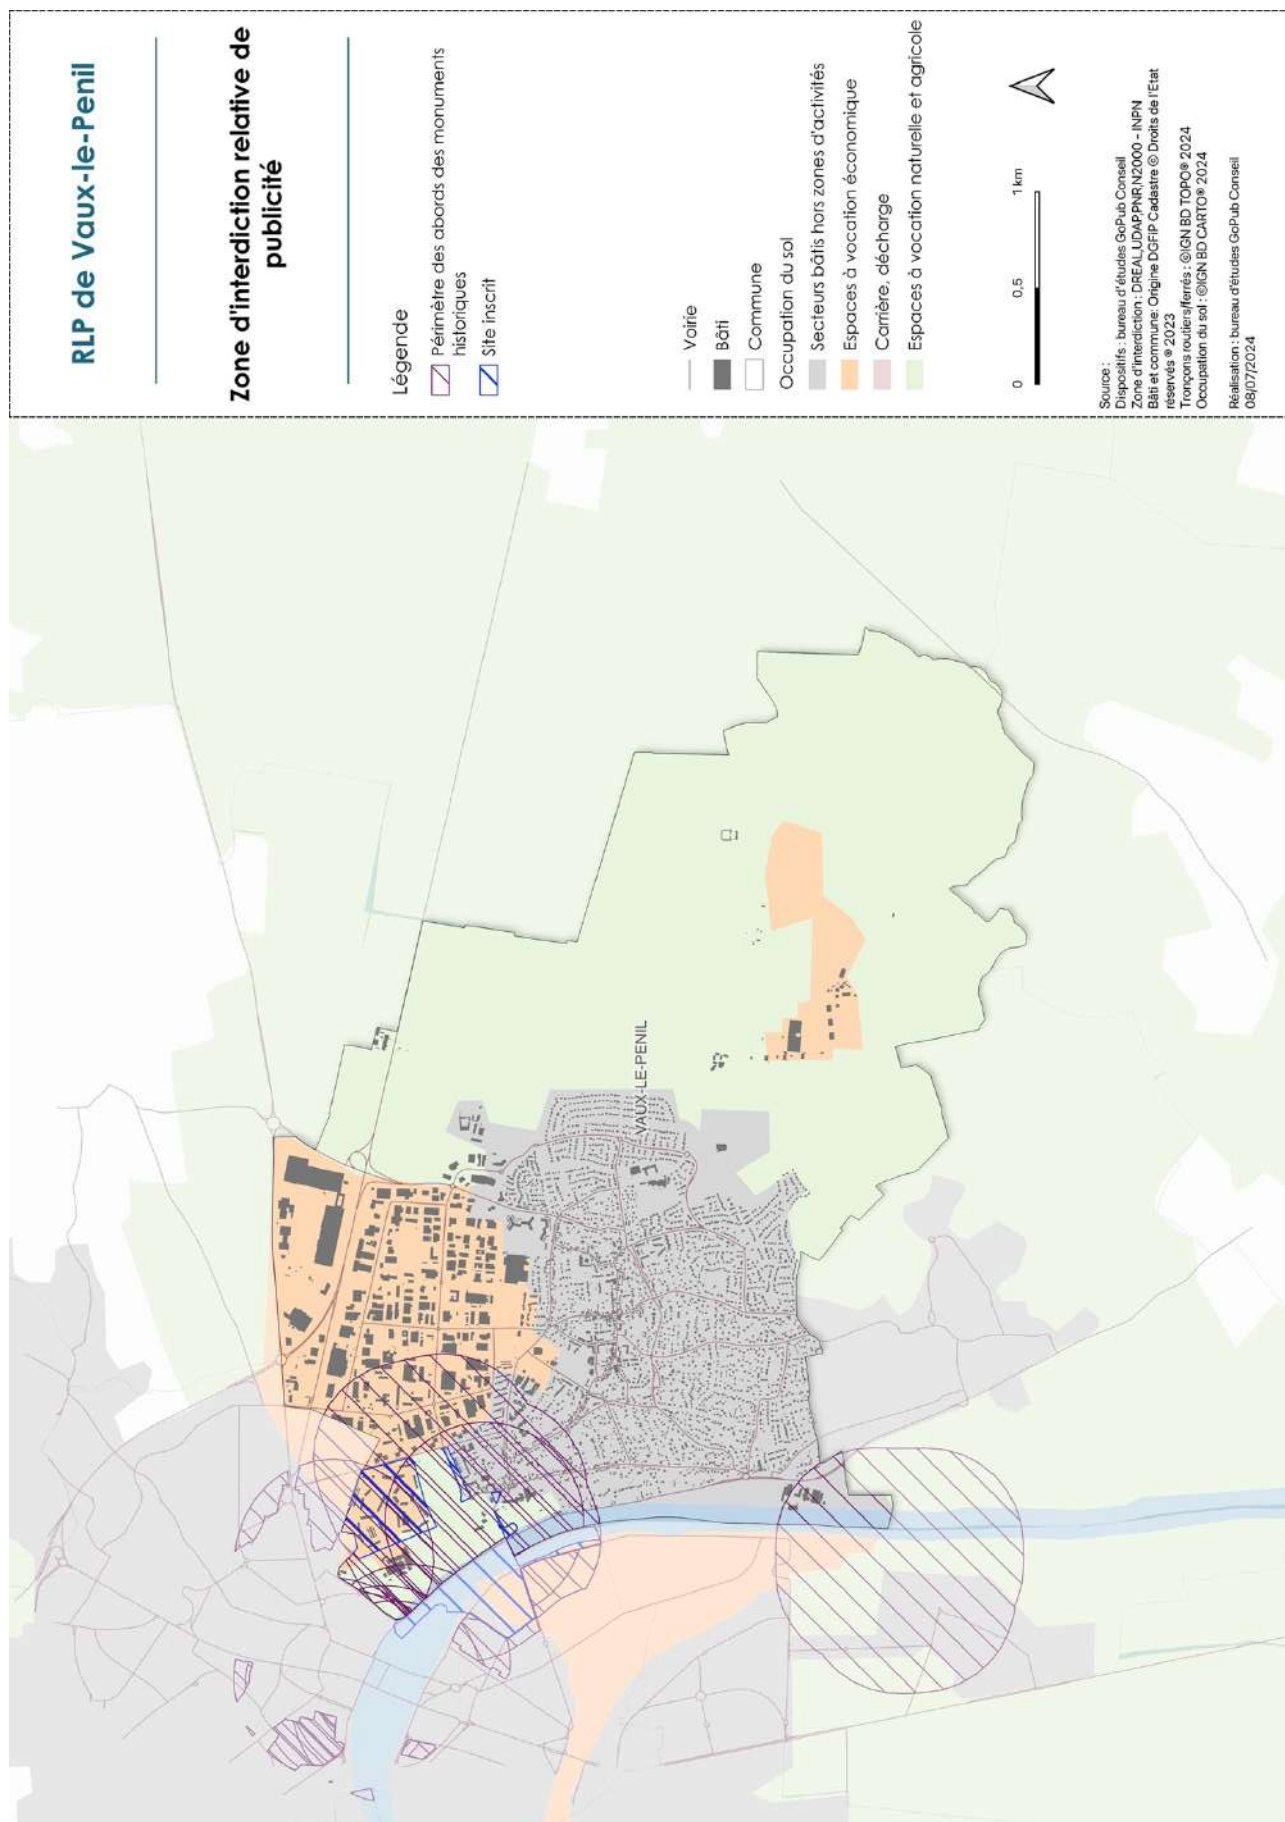 RLP de Vaux-le-Penil
Zone d'interdiction relative de
publicité
Légende
Périmètre des abords des monuments
historiques
Site inscrit
Voirie
Bâti
Commune
Occupation du sol
Secteurs bâtis hors zones d'activités
Espaces à vocation économique
Carrière, décharge
Espaces à vocation naturelle et agricole
0 0,5 1 km
Source :
Dispositifs : bureau d'études GoPub Conseil
Zone d'interdiction : DREAL,UDAP,PNR,N2000 - INPN
Bâti et commune: Origine DGFIP Cadastre © Droits de l'Etat
réservés ® 2023
Tronçons routiers/ferrés : ©IGN BD TOPO® 2024
Occupation du sol : ©IGN BD CARTO® 2024
Réalisation : bureau d'études GoPub Conseil
08/07/2024
VAUX-LE-PENIL